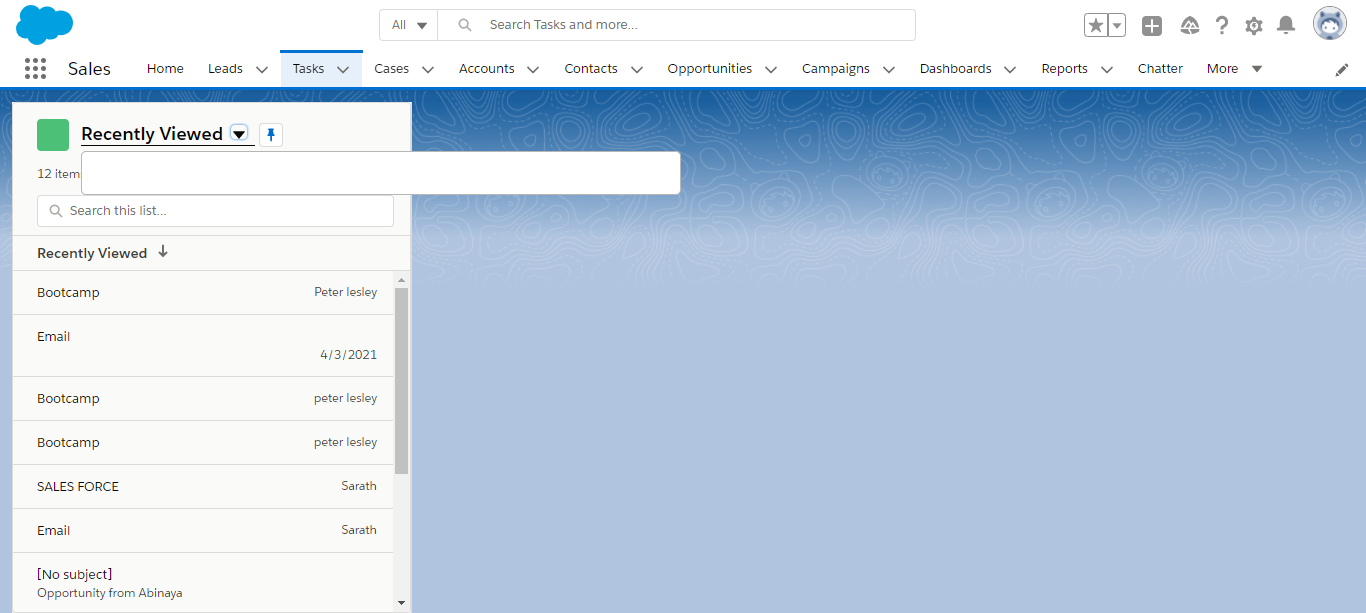 All
Search Tasks and more...
Sales
Home
Leads
Tasks
Cases
Accounts
Contacts
Opportunities
Campaigns
Dashboards
Reports
Chatter
More
Recently Viewed
12 item
Search this list...
Recently Viewed
Bootcamp Peter lesley
Email
4/3/2021
Bootcamp peter lesley
Bootcamp peter lesley
SALES FORCE Sarath
Email Sarath
[No subject]
Opportunity from Abinaya